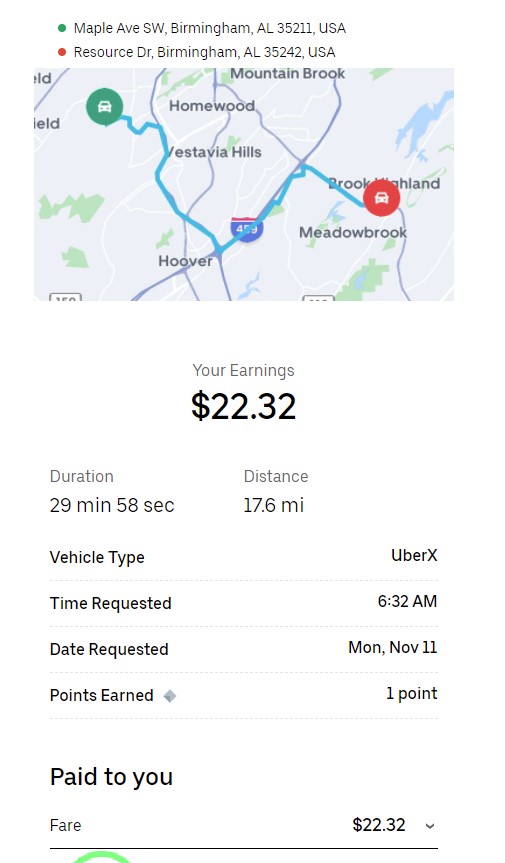 Maple Ave SW, Birmingham, AL 35211, USA
Resource Dr, Birmingham, AL 35242, USA
eld
Mountain Brook
Homewood
ield
Vestavia Hills
Brook Highland
459
Meadowbrook
Hoover
Your Earnings
$22.32
Duration Distance
29 min 58 sec 17.6 mi
Vehicle Type UberX
Time Requested 6:32 AM
Date Requested Mon, Nov 11
Points Earned 1 point
Paid to you
Fare $22.32